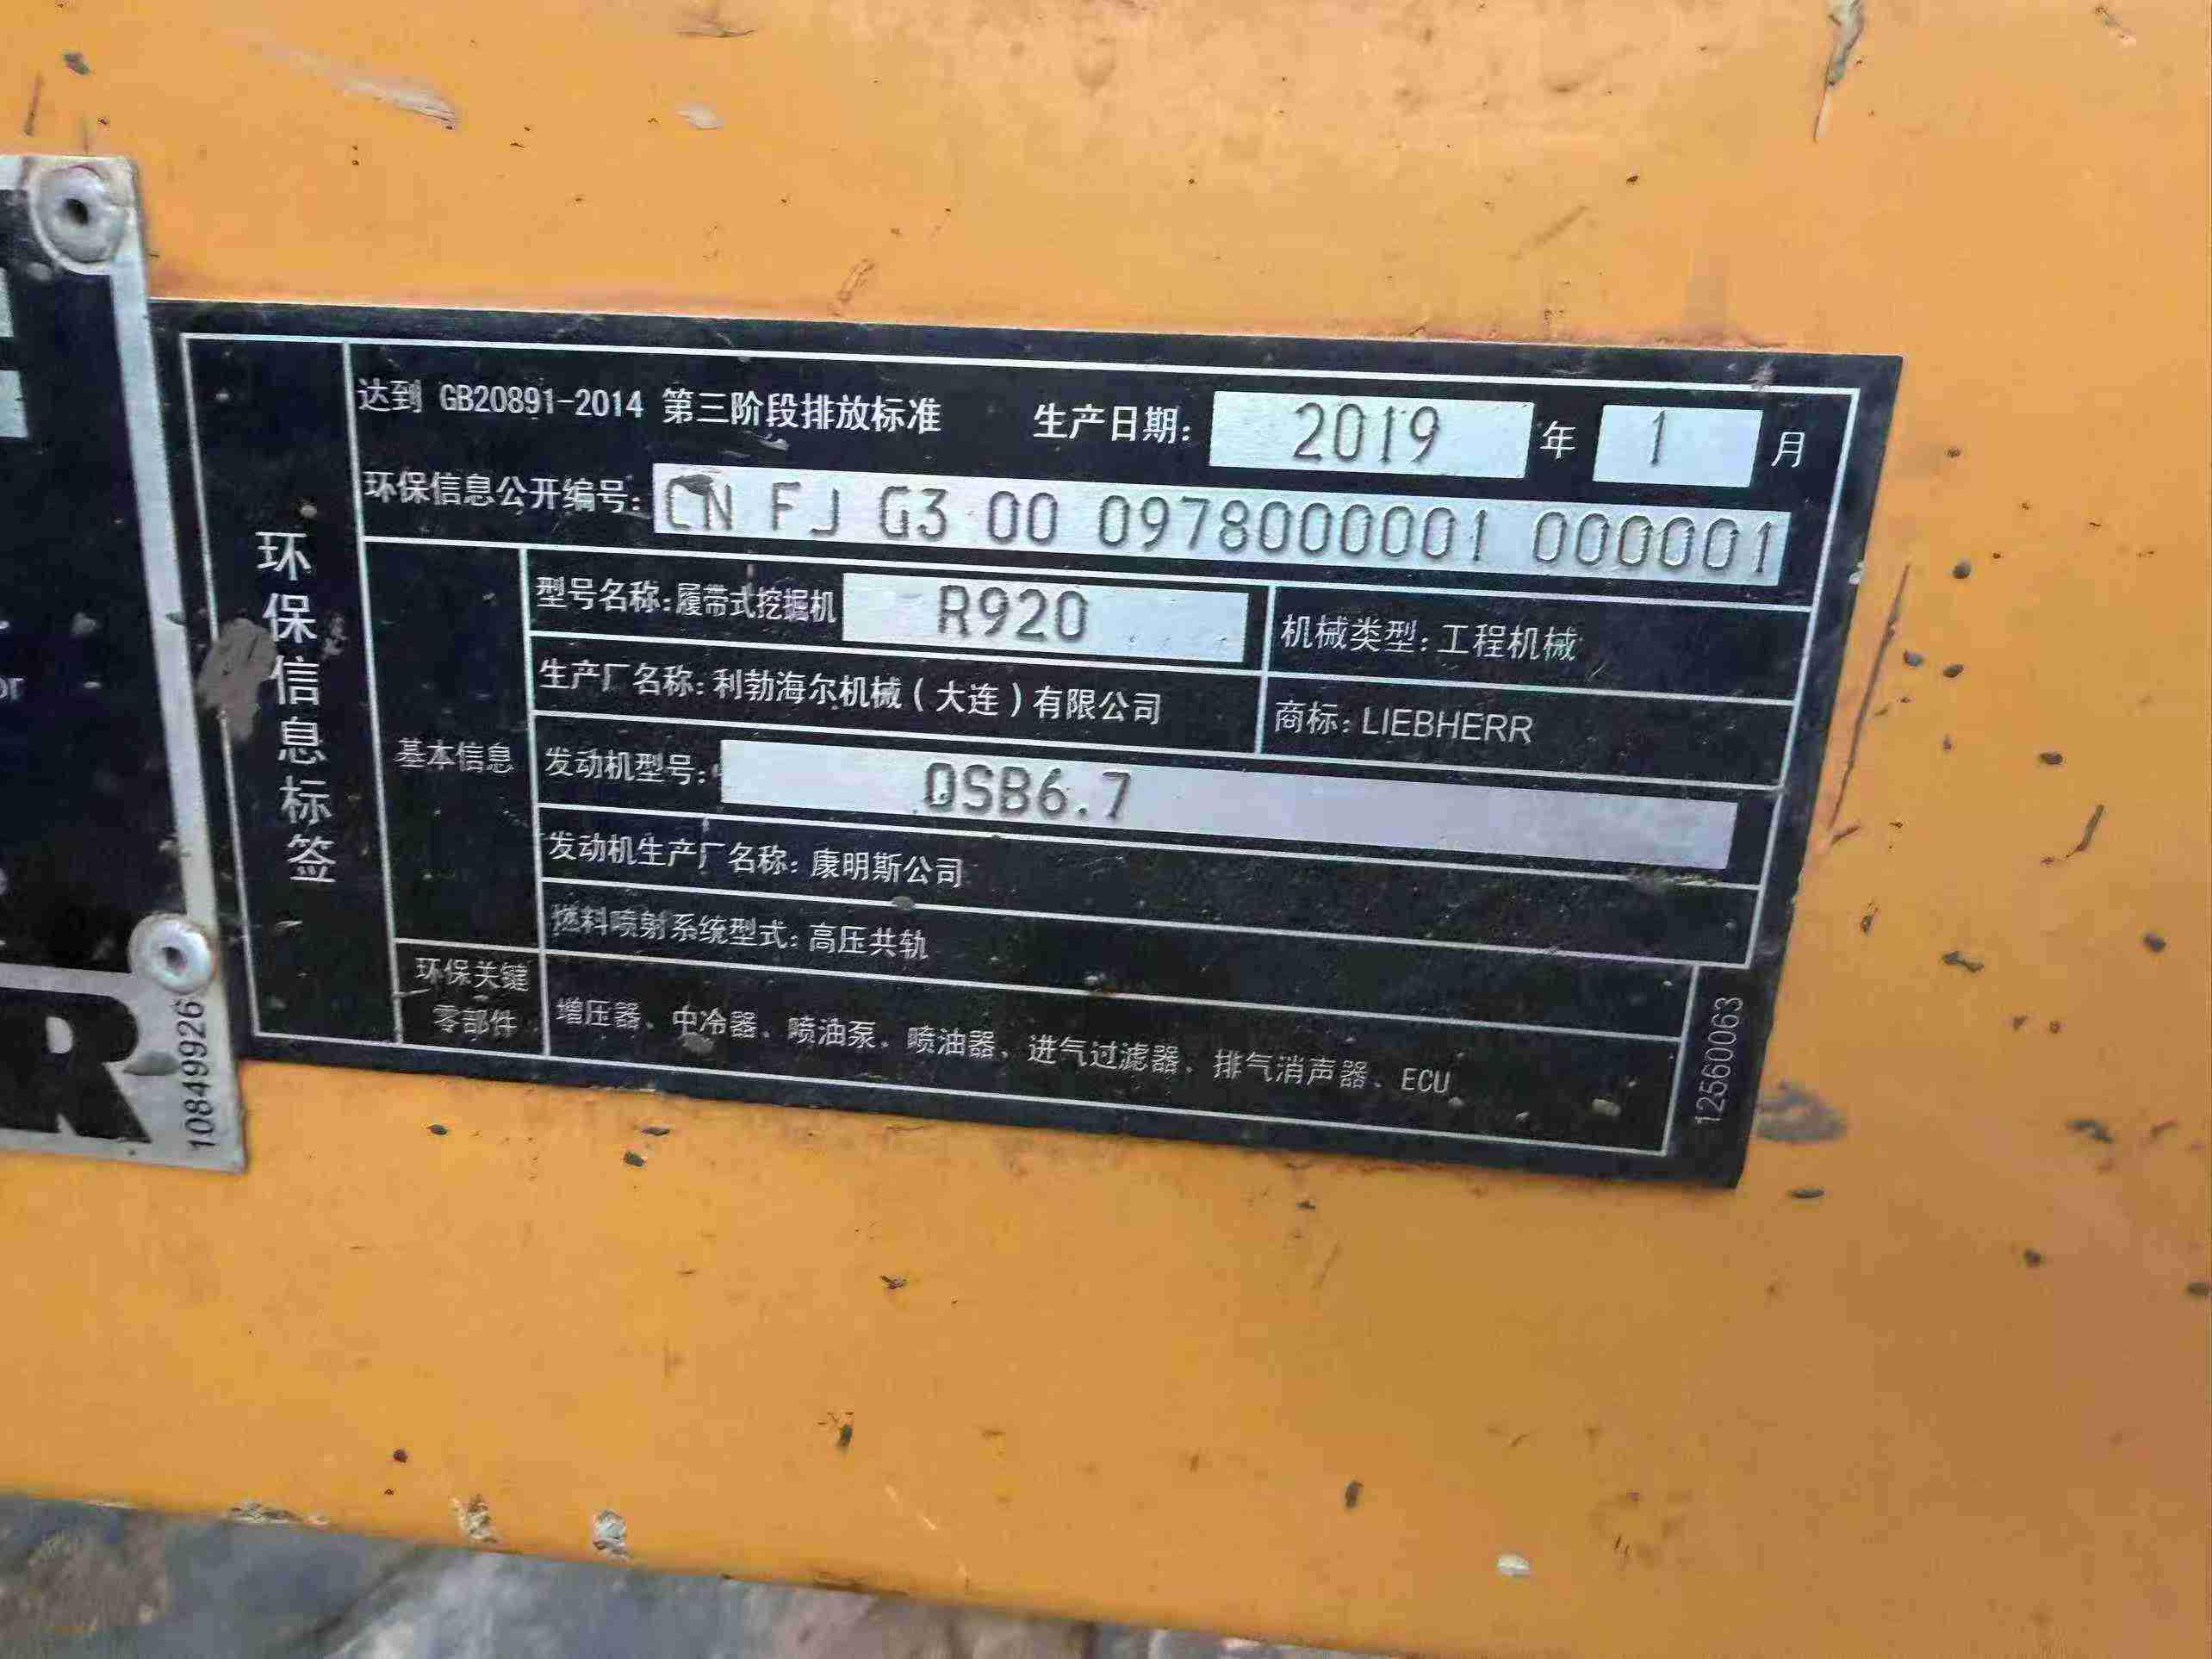 环保信息标签
达到 GB20891-2014 第三阶段排放标准 生产日期: 2019 年 1 月
环保信息公开编号: CN FJ G3 00 0978000001 000001
基本信息
型号名称:履带式挖掘机 R920 机械类型:工程机械
生产厂名称:利勃海尔机械(大连)有限公司 商标:LIEBHERR
发动机型号: QSB6.7
发动机生产厂名称:康明斯公司
燃料喷射系统型式:高压共轨
环保关键
零部件
增压器、中冷器、喷油泵、喷油器、进气过滤器、排气消声器、ECU
12560063
or
R
10849926